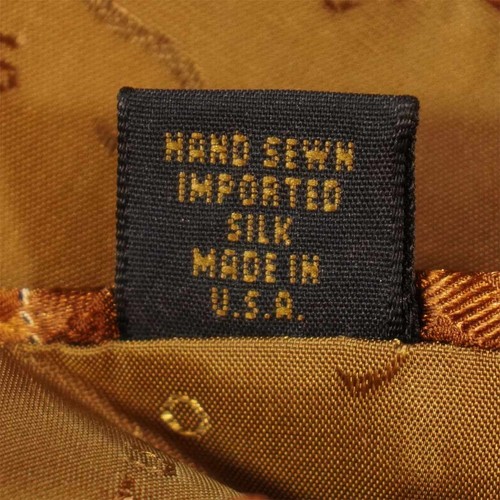 HAND SEWN
IMPORTED
SILK
MADE IN
U.S.A.